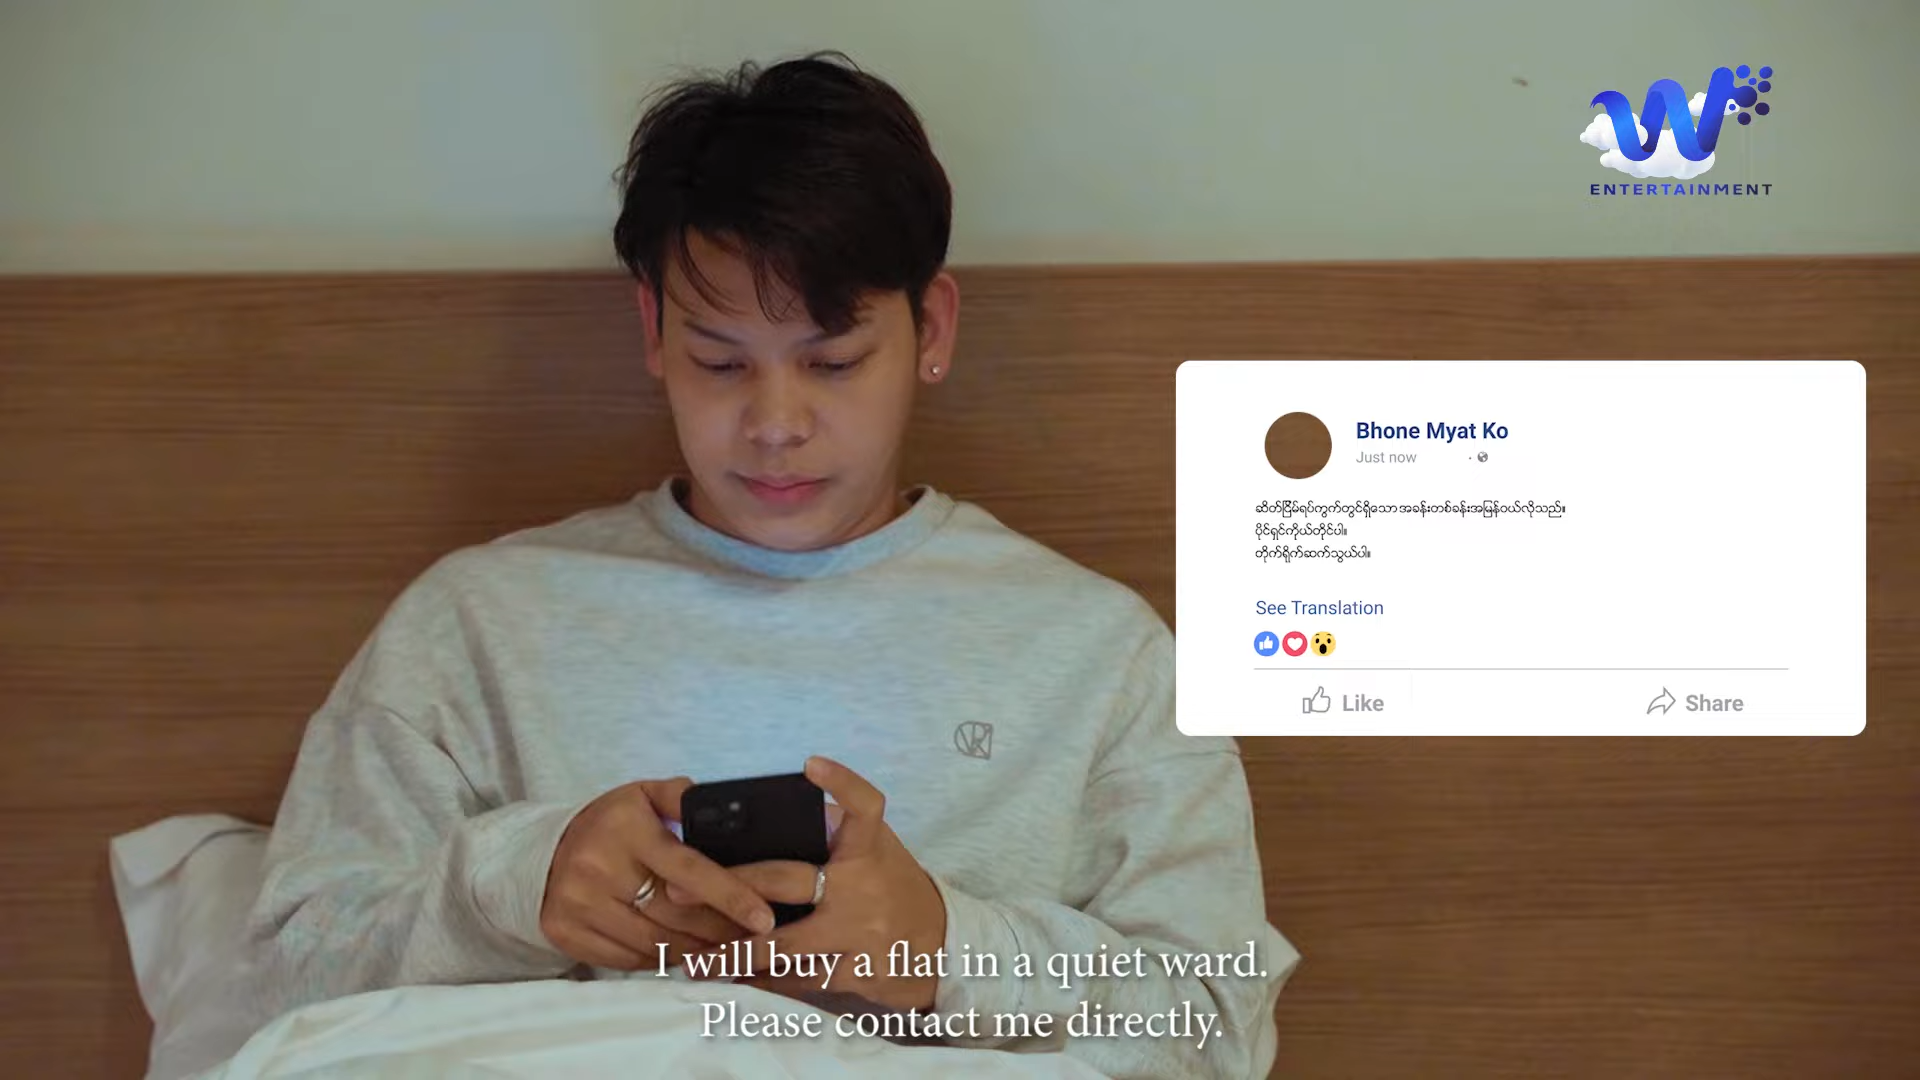 ENTERTAINMENT
Bhone Myat Ko
Just now
ဆိတ်ငြိမ်ရပ်ကွက်တွင်ရှိသော အခန်းတစ်ခန်းအမြန်ဝယ်လိုသည်။
ပိုင်ရှင်ကိုယ်တိုင်ပါ။
တိုက်ရိုက်ဆက်သွယ်ပါ။
See Translation
Like
Share
I will buy a flat in a quiet ward.
Please contact me directly.